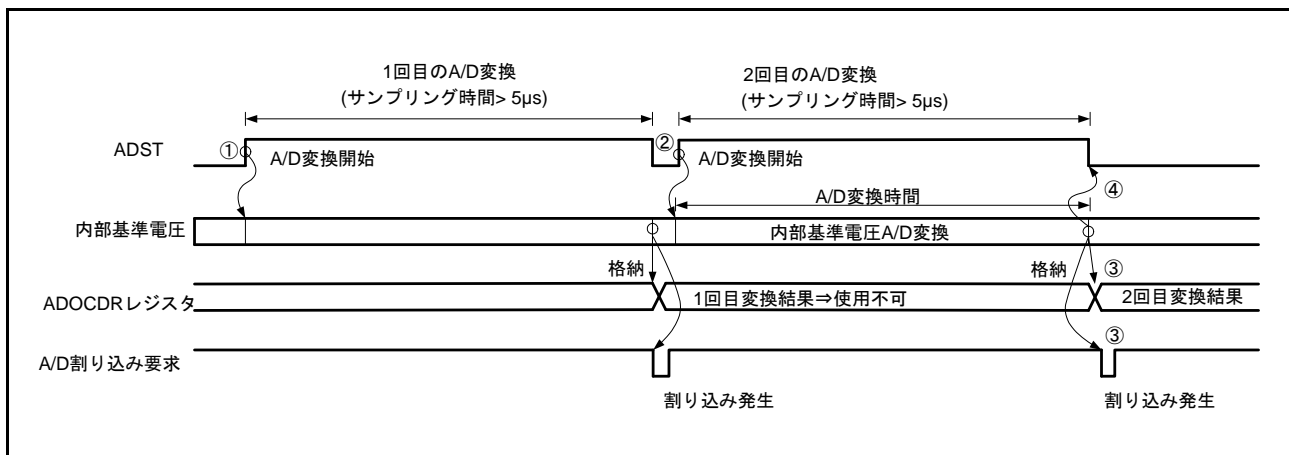 1回目のA/D変換
(サンプリング時間> 5µs)
2回目のA/D変換
(サンプリング時間> 5µs)
ADST
①
A/D変換開始
②
A/D変換開始
④
A/D変換時間
内部基準電圧
内部基準電圧A/D変換
格納
格納
③
ADOCDRレジスタ
1回目変換結果⇒使用不可
2回目変換結果
A/D割り込み要求
③
割り込み発生
割り込み発生